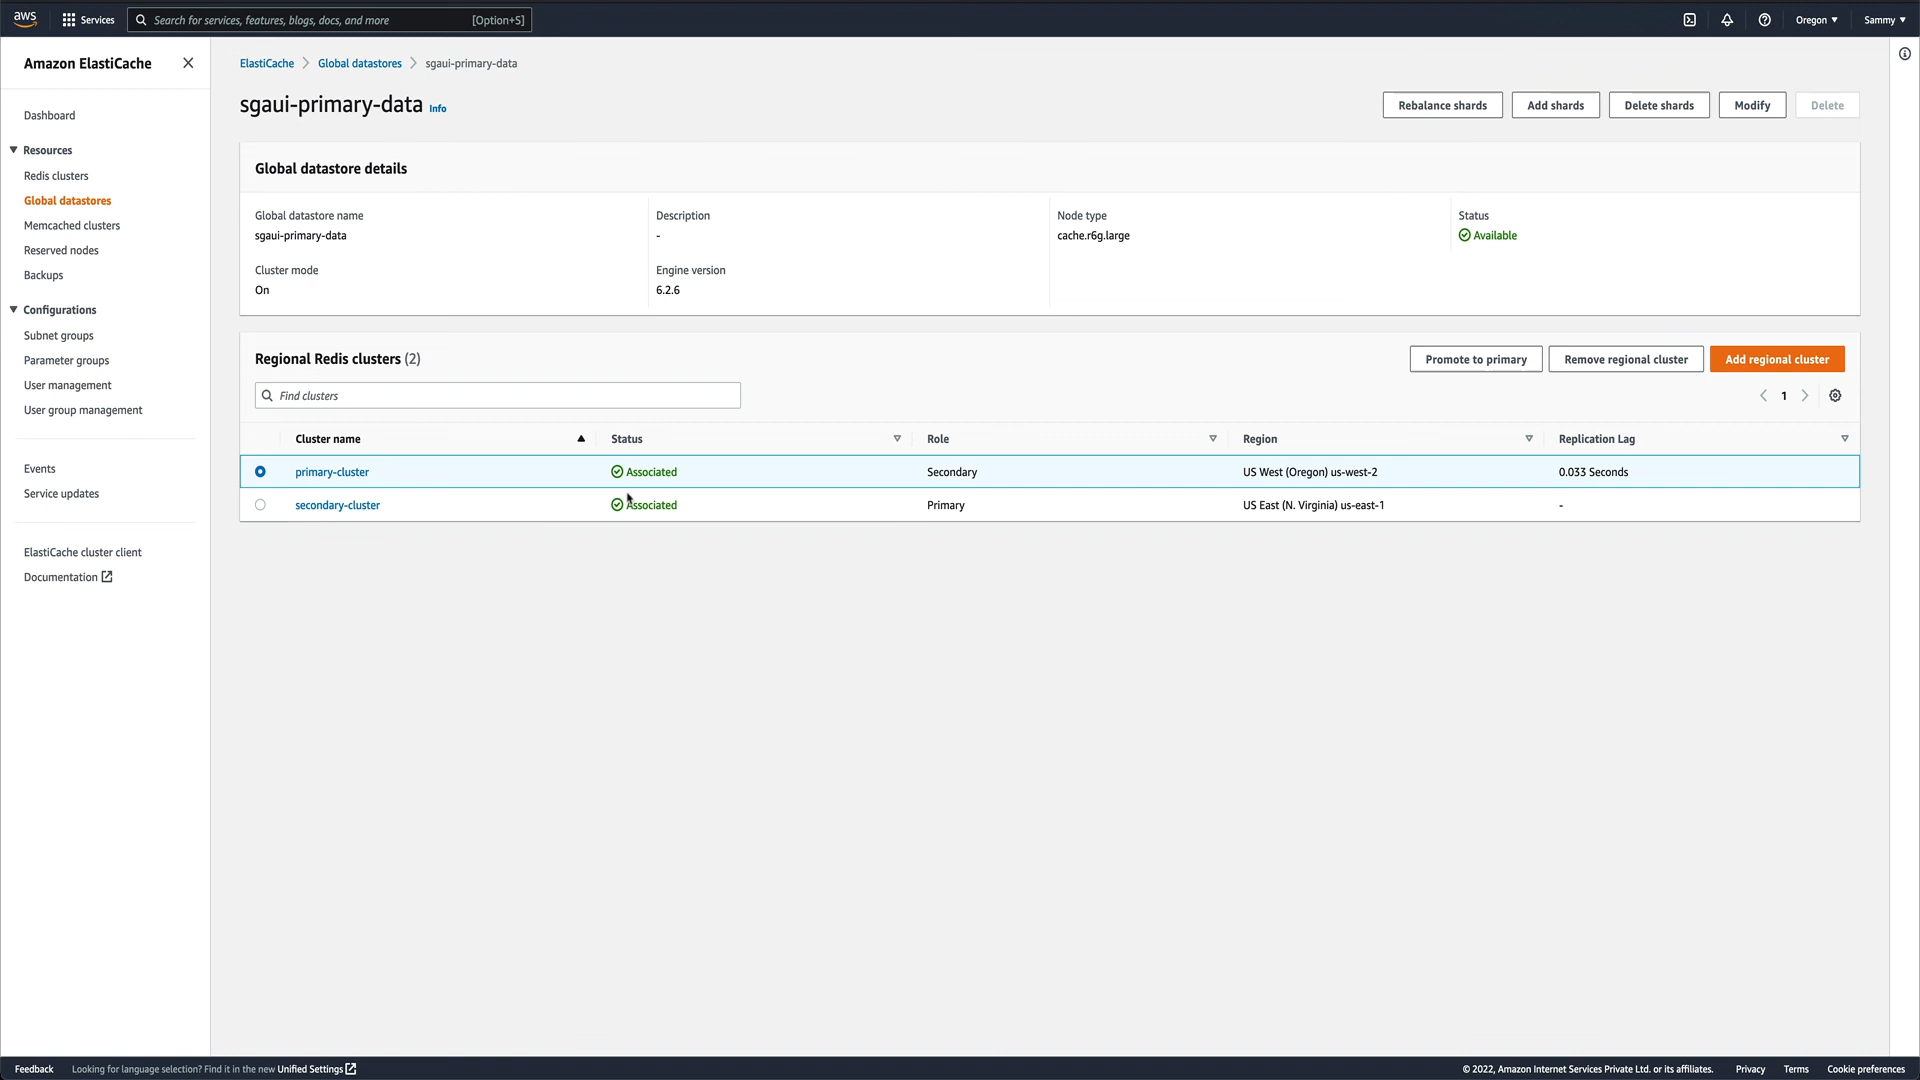 aws
Services
Search for services, features, blogs, docs, and more
[Option+S]
Oregon ▼
Sammy ▼
Amazon ElastiCache
Dashboard
Resources
Redis clusters
Global datastores
Memcached clusters
Reserved nodes
Backups
Configurations
Subnet groups
Parameter groups
User management
User group management
Events
Service updates
ElastiCache cluster client
Documentation
ElastiCache
Global datastores
sgaui-primary-data
sgaui-primary-data Info
Rebalance shards
Add shards
Delete shards
Modify
Delete
Global datastore details
Global datastore name
sgaui-primary-data
Description
-
Node type
cache.r6g.large
Status
Available
Cluster mode
On
Engine version
6.2.6
Regional Redis clusters (2)
Promote to primary
Remove regional cluster
Add regional cluster
Find clusters
1
Cluster name Status Role Region Replication Lag
primary-cluster Associated Secondary US West (Oregon) us-west-2 0.033 Seconds
secondary-cluster Associated Primary US East (N. Virginia) us-east-1 -
Feedback
Looking for language selection? Find it in the new Unified Settings
© 2022, Amazon Internet Services Private Ltd. or its affiliates.
Privacy
Terms
Cookie preferences